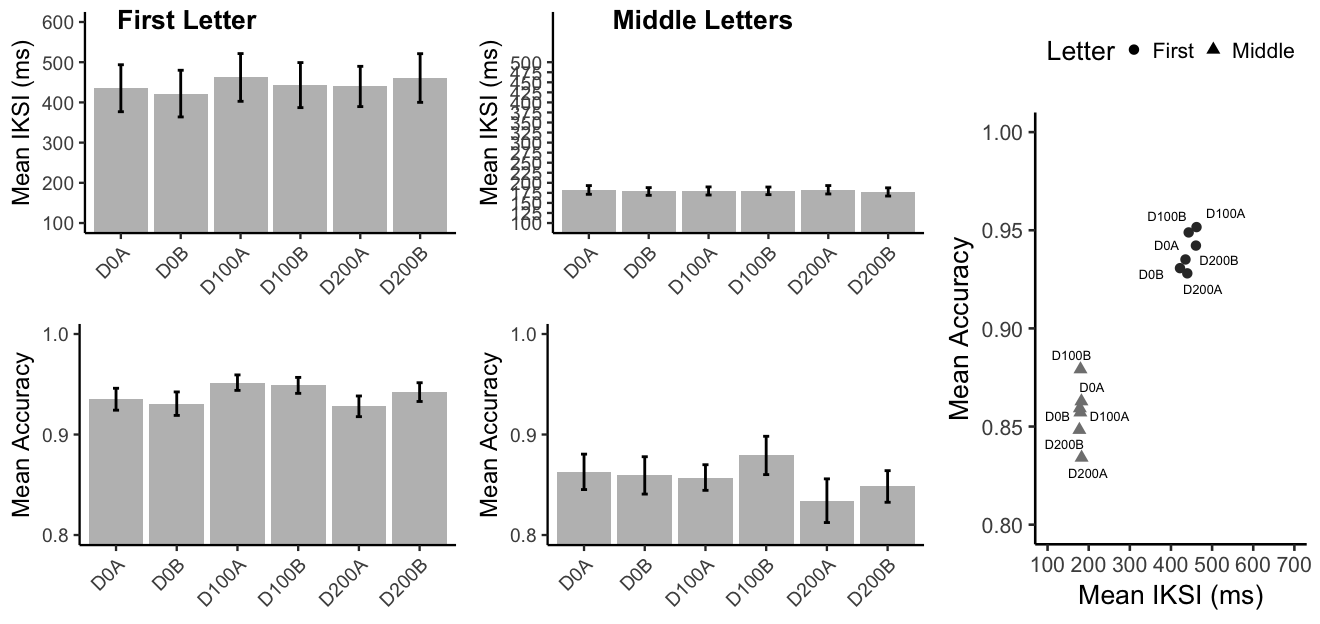 First Letter
Mean IKSI (ms)
600
500
400
300
200
100
D0A
D0B
D100A
D100B
D200A
D200B
Middle Letters
Mean IKSI (ms)
500
475
450
425
400
375
350
325
300
275
250
225
200
175
150
125
100
D0A
D0B
D100A
D100B
D200A
D200B
Mean Accuracy
1.0
0.9
0.8
D0A
D0B
D100A
D100B
D200A
D200B
Mean Accuracy
1.0
0.9
0.8
D0A
D0B
D100A
D100B
D200A
D200B
Letter First Middle
Mean Accuracy
1.00
0.95
0.90
0.85
0.80
D100B D100A
D0A
D200B
D0B
D200A
D100B
D0A
D0B D100A
D200B
D200A
100 200 300 400 500 600 700
Mean IKSI (ms)